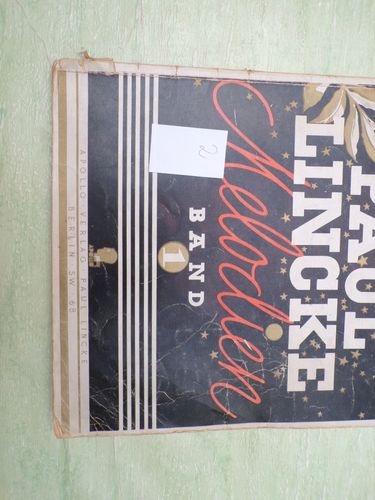 PAUL
LINCKE
Melodien
2
BAND
1
APOLLO-VERLAG PAUL LINCKE
BERLIN SW 68